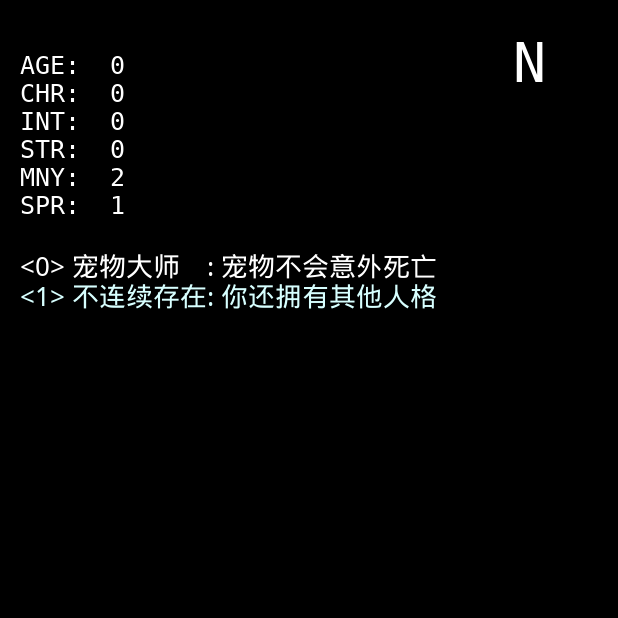 N
AGE: 0
CHR: 0
INT: 0
STR: 0
MNY: 2
SPR: 1
<0> 宠物大师 : 宠物不会意外死亡
<1> 不连续存在: 你还拥有其他人格